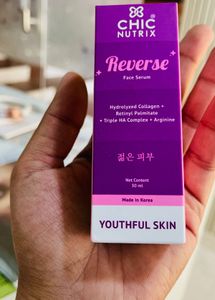 CHIC
NUTRIX
Reverse
Face Serum
Hydrolyzed Collagen +
Retinyl Palmitate
+ Triple HA Complex + Arginine
젊은 피부
Net Content
30 ml
Made in Korea
YOUTHFUL SKIN